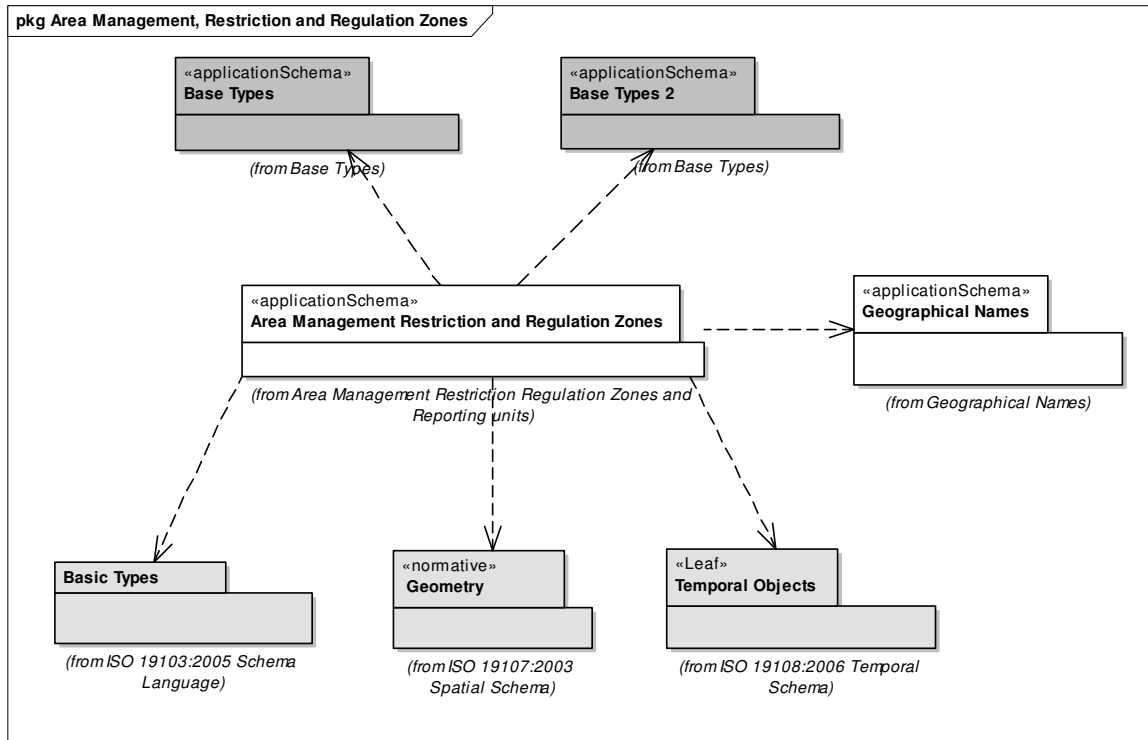 pkg Area Management, Restriction and Regulation Zones
«applicationSchema»
Base Types
(from Base Types)
«applicationSchema»
Base Types 2
(from Base Types)
«applicationSchema»
Area Management Restriction and Regulation Zones
(from Area Management Restriction Regulation Zones and
Reporting units)
«applicationSchema»
Geographical Names
(from Geographical Names)
Basic Types
(from ISO 19103:2005 Schema
Language)
«normative»
Geometry
(from ISO 19107:2003
Spatial Schema)
«Leaf»
Temporal Objects
(from ISO 19108:2006 Temporal
Schema)